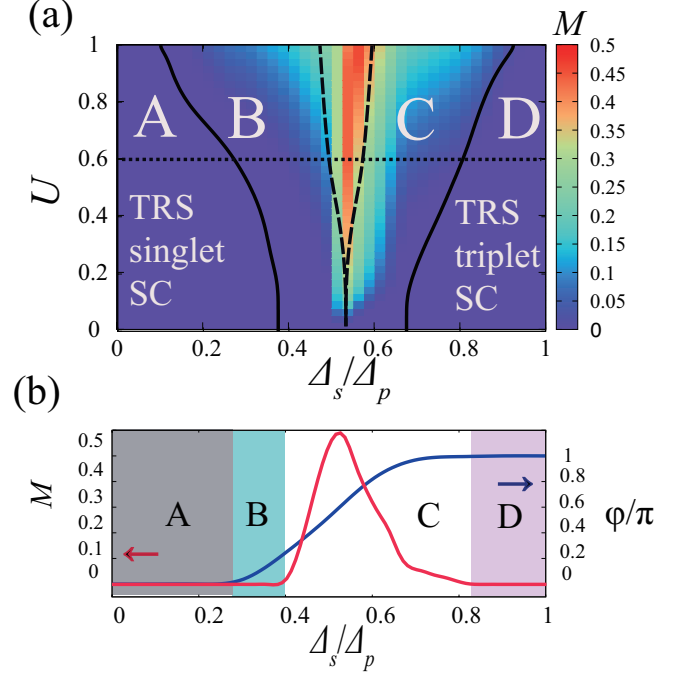 (a)
M
1
0.8
0.6
0.4
0.2
0
U
A
B
C
D
TRS
singlet
SC
TRS
triplet
SC
0.5
0.45
0.4
0.35
0.3
0.25
0.2
0.15
0.1
0.05
0
0 0.2 0.4 0.6 0.8 1
Δs/Δp
(b)
0.5
0.4
0.3
0.2
0.1
0
M
A
B
C
D
1
0.8
0.6
0.4
0.2
0
φ/π
0 0.2 0.4 0.6 0.8 1
Δs/Δp